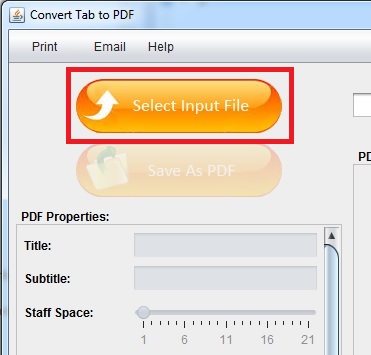 Convert Tab to PDF
Print Email Help
Select Input File
Save As PDF
PDF Properties:
Title:
Subtitle:
Staff Space:
1 6 11 16 21